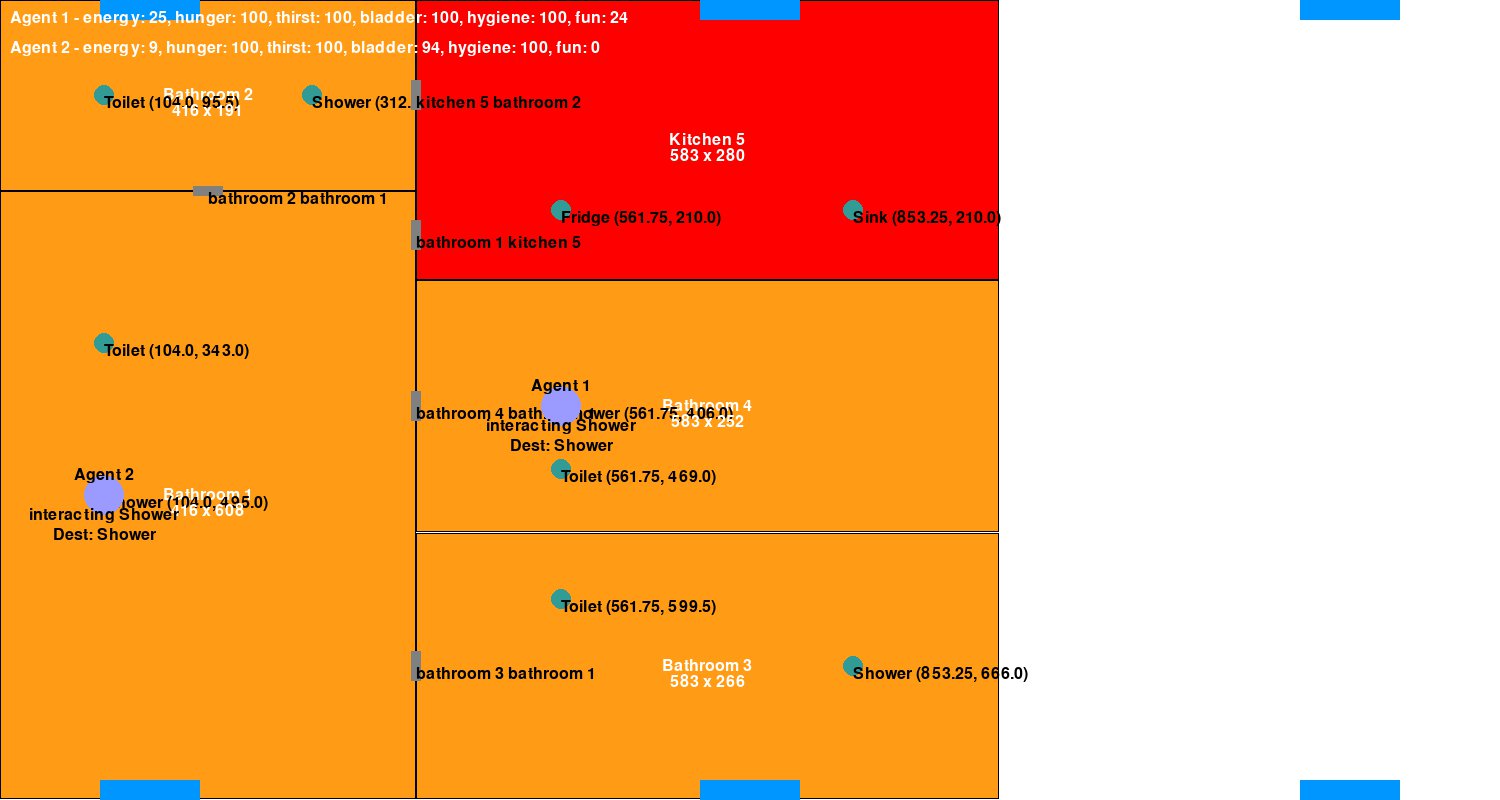 Agent 1 - energy: 25, hunger: 100, thirst: 100, bladder: 100, hygiene: 100, fun: 24
Agent 2 - energy: 9, hunger: 100, thirst: 100, bladder: 94, hygiene: 100, fun: 0
Bathroom 2
416 x 191
Toilet (104.0, 95.5)
Shower (312.
kitchen 5 bathroom 2
Kitchen 5
583 x 280
bathroom 2 bathroom 1
Fridge (561.75, 210.0)
Sink (853.25, 210.0)
bathroom 1 kitchen 5
Toilet (104.0, 343.0)
Agent 1
Bathroom 4
583 x 252
bathroom 4
(561.75, 406.0)
interacting Shower
Dest: Shower
Toilet (561.75, 469.0)
Agent 2
Bathroom 1
416 x 608
(104.0, 495.0)
interacting Shower
Dest: Shower
Toilet (561.75, 599.5)
bathroom 3 bathroom 1
Bathroom 3
583 x 266
Shower (853.25, 666.0)